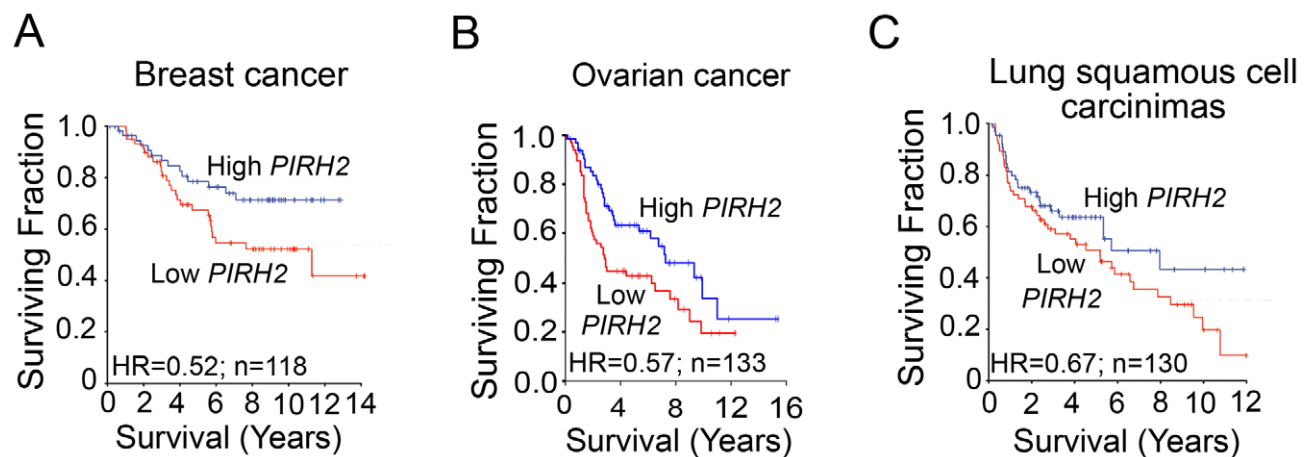 A
Breast cancer
Surviving Fraction
1.0
0.8
0.6
0.4
0.2
0
High PIRH2
Low PIRH2
HR=0.52; n=118
0 2 4 6 8 10 12 14
Survival (Years)
B
Ovarian cancer
Surviving Fraction
1.0
0.8
0.6
0.4
0.2
0.0
High PIRH2
Low
PIRH2
HR=0.57; n=133
0 4 8 12 16
Survival (Years)
C
Lung squamous cell
carcinimas
Surviving Fraction
1.0
0.8
0.6
0.4
0.2
0
High PIRH2
Low
PIRH2
HR=0.67; n=130
0 2 4 6 8 10 12
Survival (Years)